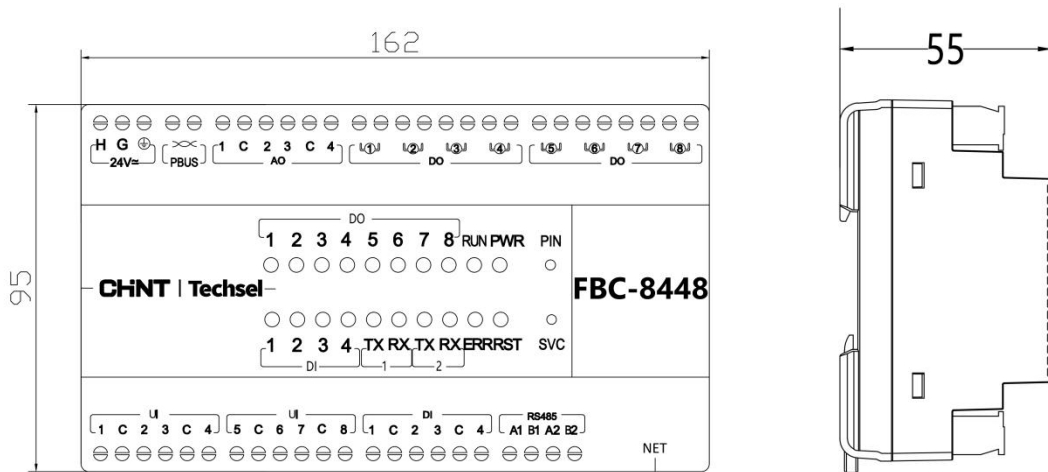 162
55
95
H G
24V≂
PBUS
1 C 2 3 C 4
AO
① ② ③ ④
DO
⑤ ⑥ ⑦ ⑧
DO
DO
1 2 3 4 5 6 7 8 RUN PWR PIN
CHNT | Techsel
FBC-8448
1 2 3 4 TX RX TX RX ERR RST SVC
DI 1 2
UI UI DI RS485
1 C 2 3 C 4 5 C 6 7 C 8 1 C 2 3 C 4 A1 B1 A2 B2
NET